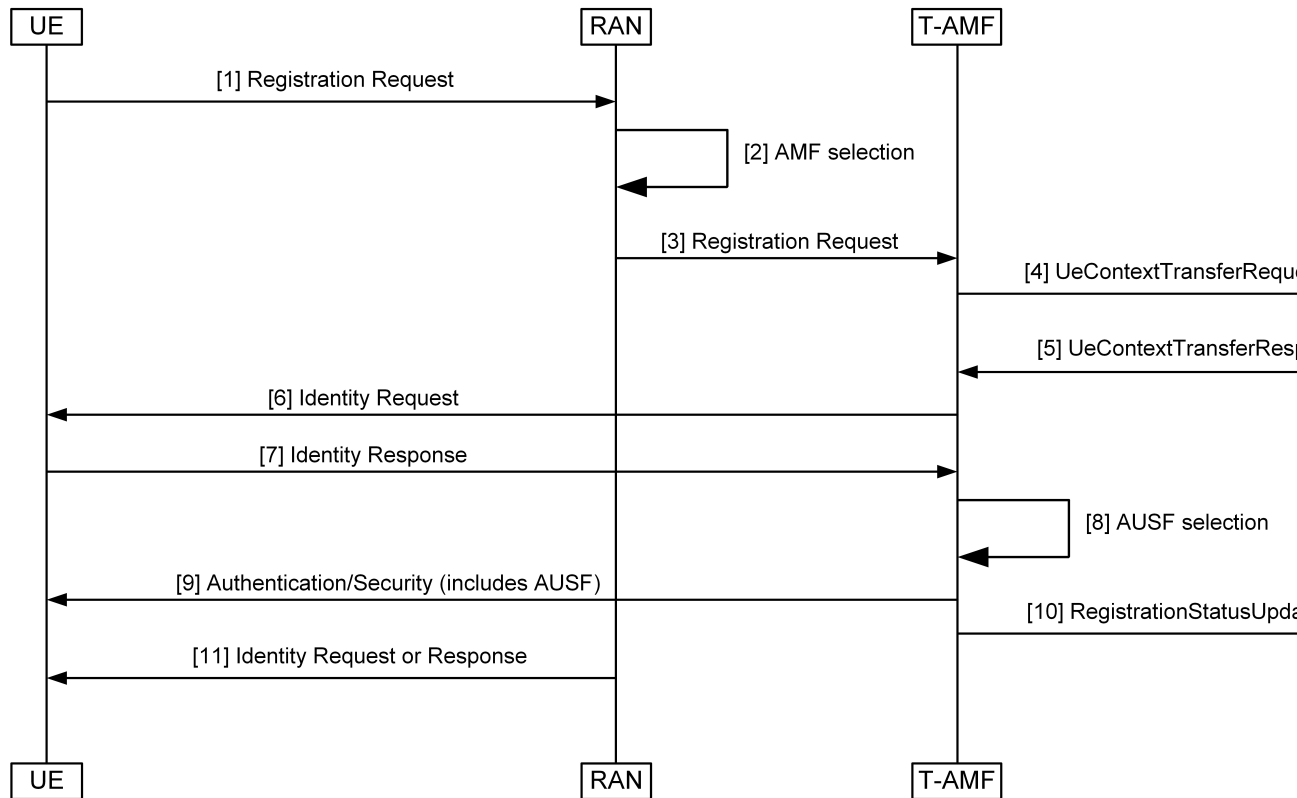 UE RAN T-AMF
[1] Registration Request
[2] AMF selection
[3] Registration Request
[4] UeContextTransferReque
[5] UeContextTransferResp
[6] Identity Request
[7] Identity Response
[8] AUSF selection
[9] Authentication/Security (includes AUSF)
[10] RegistrationStatusUpda
[11] Identity Request or Response
UE RAN T-AMF